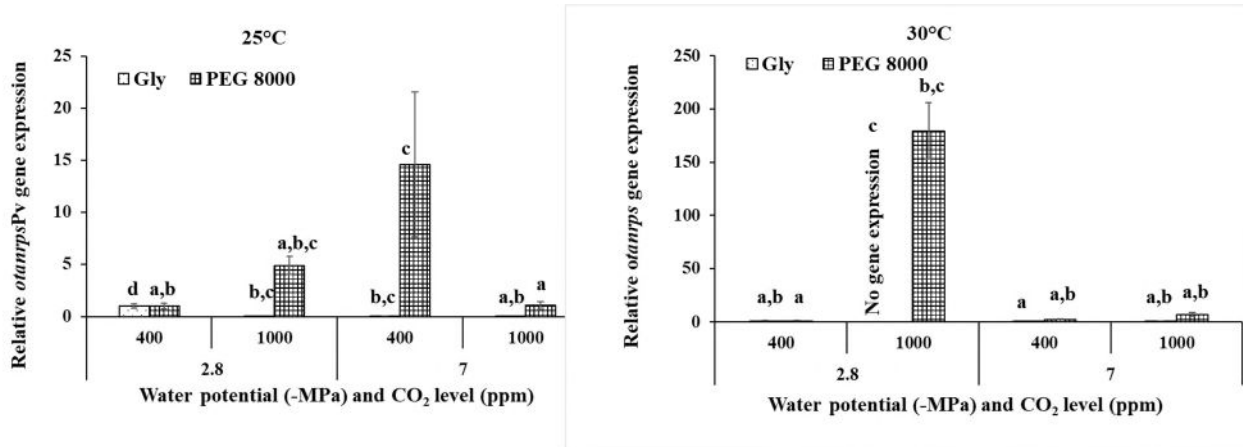 25°C
Relative otanrpsPv gene expression
25
20
15
10
5
0
Gly PEG 8000
d a,b b,c a,b,c b,c c a,b a
400 1000 400 1000
2.8 7
Water potential (-MPa) and CO₂ level (ppm)
30°C
Relative otanrps gene expression
250
200
150
100
50
0
Gly PEG 8000
a,b a c b,c a a,b a,b a,b
No gene expression
400 1000 400 1000
2.8 7
Water potential (-MPa) and CO₂ level (ppm)